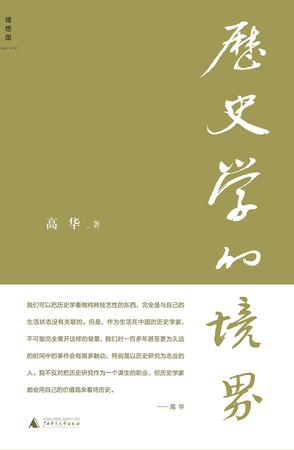 理想国
imaginist
歷史学的境界
高 华 _著
我们可以把历史学看做纯粹技艺性的东西，完全是与自己的
生活状态没有关联的。但是，作为生活在中国的历史学家，
不可能完全离开这样的背景，我们对一百多年甚至更为久远
的时间中的事件会有很多触动，特别是以历史研究为志业的
人。我不反对把历史研究作为一个谋生的职业，但历史学家
都会用自己的价值观来看待历史。
——高 华
广西师范大学出版社